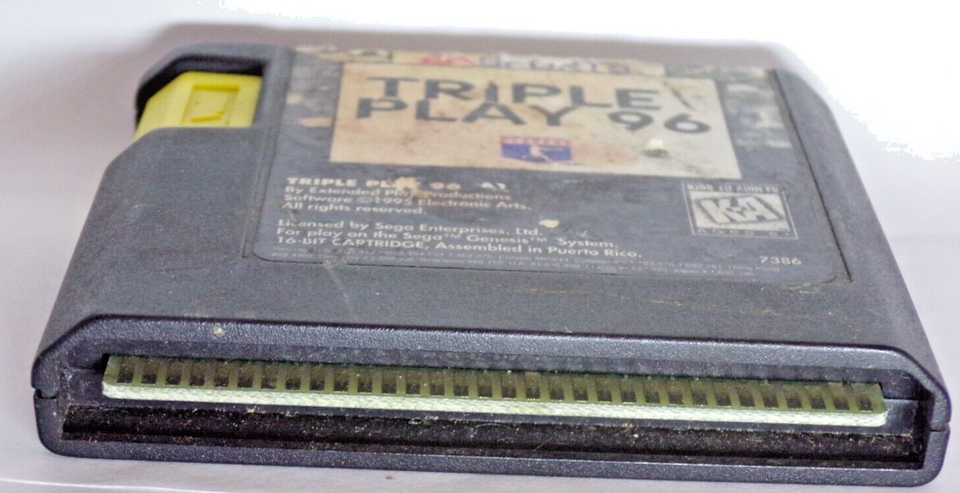 TRIPLE
PLAY 96
TRIPLE PLAY 96
By Extended Play Productions
Software ©1995 Electronic Arts.
All rights reserved.
Licensed by Sega Enterprises, Ltd.
For play on the Sega™ Genesis™ System.
16-BIT CARTRIDGE, Assembled in Puerto Rico.
KIDS TO ADULTS
K-A
7386